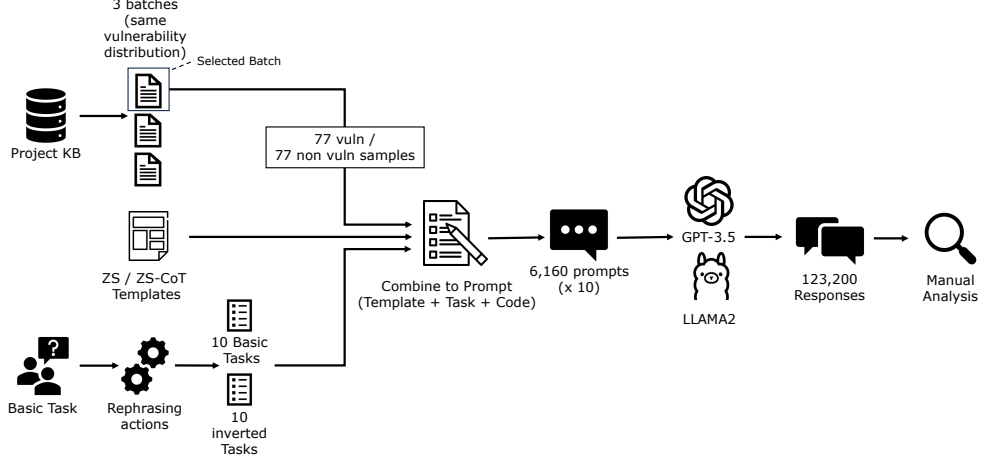 3 batches
(same
vulnerability
distribution)
Selected Batch
Project KB
77 vuln /
77 non vuln samples
ZS / ZS-CoT
Templates
Combine to Prompt
(Template + Task + Code)
6,160 prompts
(x 10)
GPT-3.5
LLAMA2
123,200
Responses
Manual
Analysis
?
Basic Task
Rephrasing
actions
10 Basic
Tasks
10
inverted
Tasks